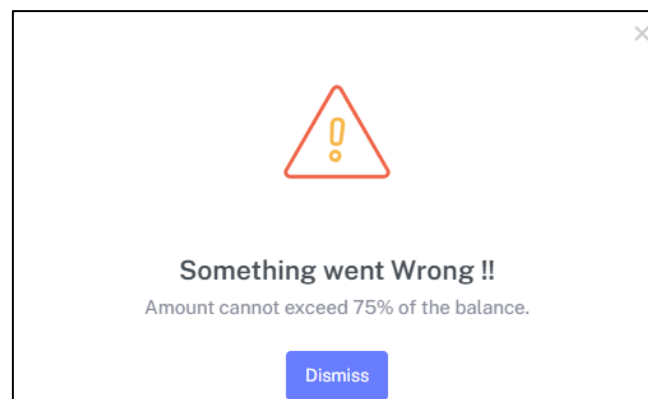 Something went Wrong !!
Amount cannot exceed 75% of the balance.
Dismiss